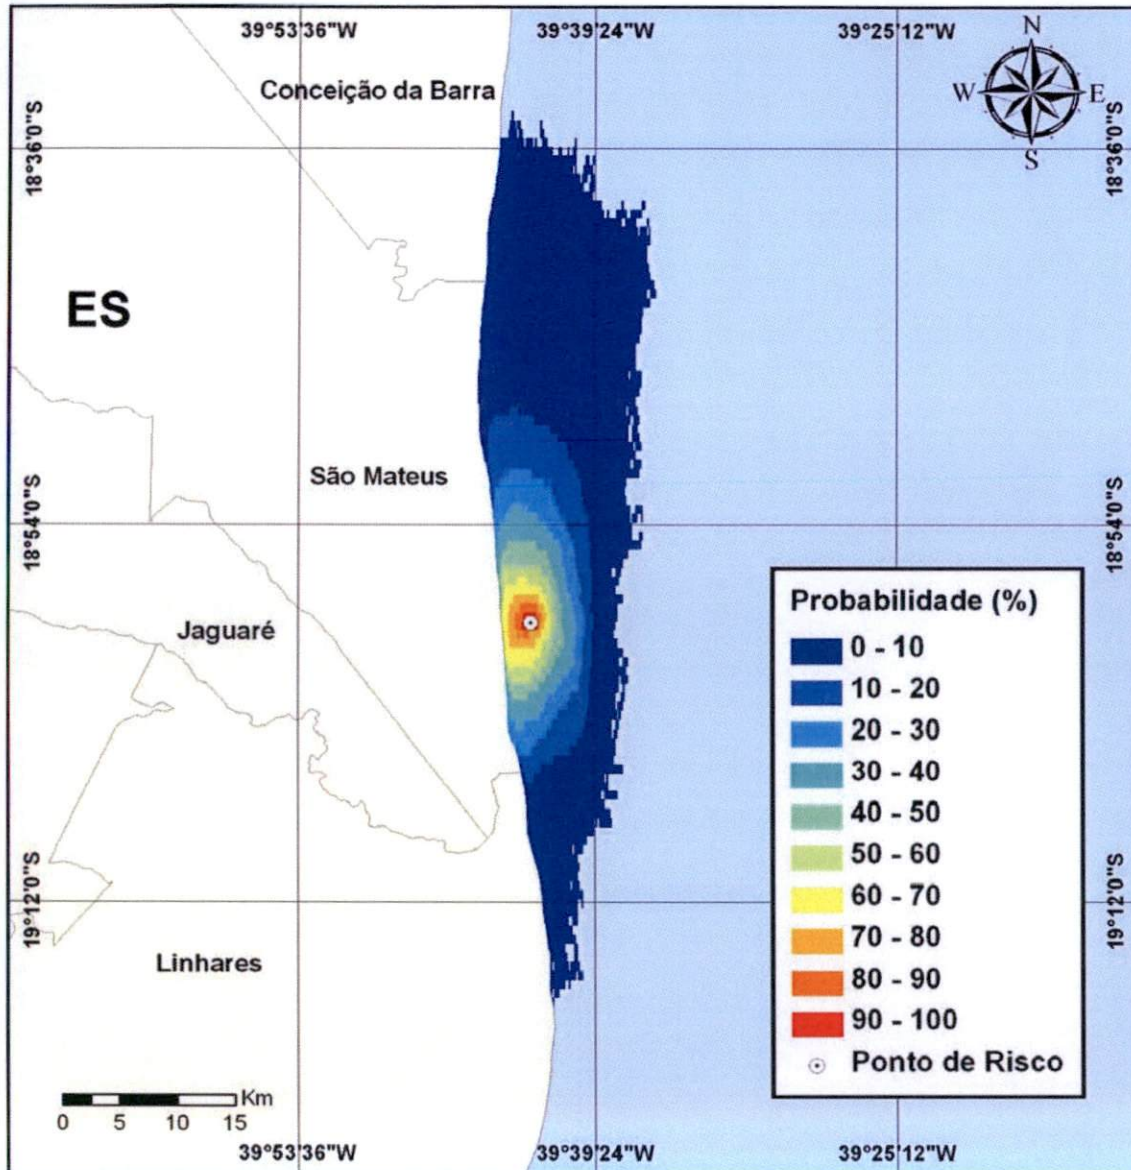 39°53'36"W 39°39'24"W 39°25'12"W
N
W E
S
Conceição da Barra
18°36'0"S 18°36'0"S
ES
São Mateus
18°54'0"S 18°54'0"S
Jaguaré
Probabilidade (%)
0 - 10
10 - 20
20 - 30
30 - 40
40 - 50
50 - 60
60 - 70
70 - 80
80 - 90
90 - 100
Ponto de Risco
19°12'0"S 19°12'0"S
Linhares
Km
0 5 10 15
39°53'36"W 39°39'24"W 39°25'12"W